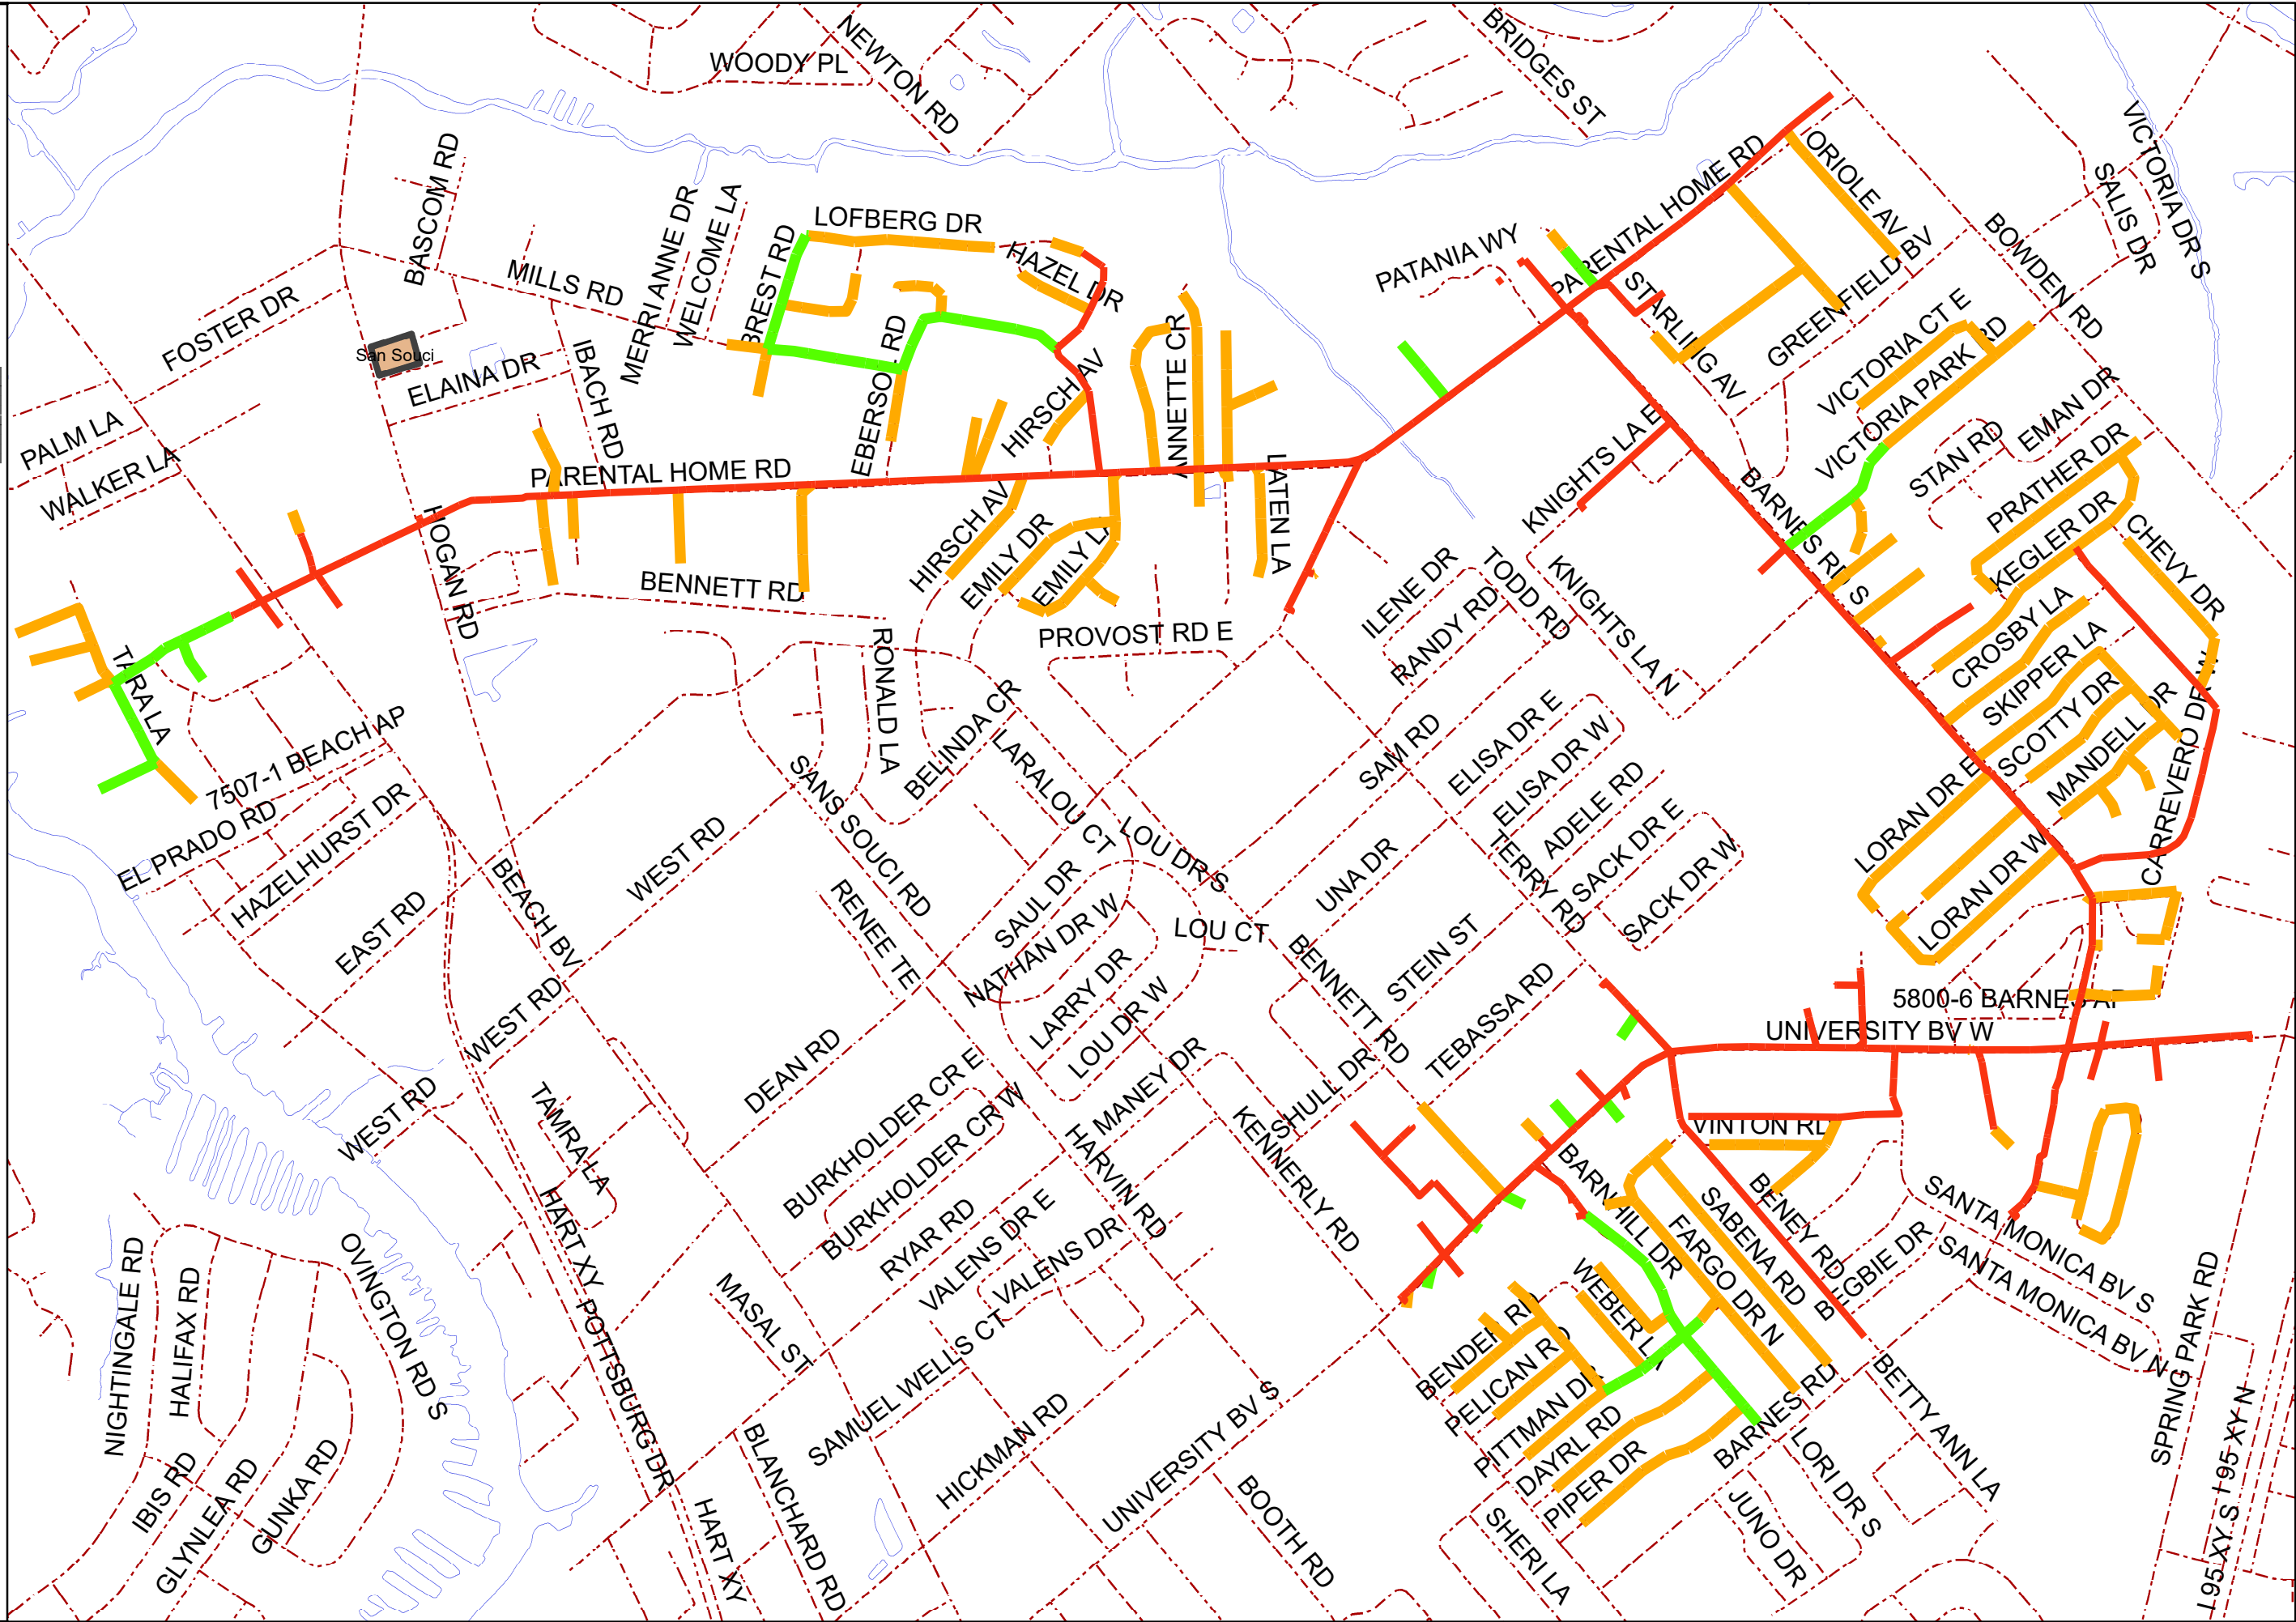 WOODY PL
NEWTON RD
BRIDGES ST
VICTORIA DR S
SALIS DR
BOWDEN RD
ORIOLE AV
PARENTAL HOME RD
GREENFIELD BV
PATANIA WY
STARLING AV
BASCOM RD
MERRI ANNE DR
WELCOME LA
BREST RD
LOFBERG DR
HAZEL DR
MILLS RD
FOSTER DR
San Souci
ELAINA DR
IBACH RD
EBERSOL RD
HIRSCH AV
ANNETTE CR
VICTORIA CT E
VICTORIA PARK RD
EMAN DR
STAN RD
PRATHER DR
KEGLER DR
CHEVY DR
PALM LA
WALKER LA
PARENTAL HOME RD
LATEN LA
KNIGHTS LA E
BARNES RD S
HOGAN RD
HIRSCH AV
EMILY DR
EMILY LA
BENNETT RD
PROVOST RD E
ILENE DR
TODD RD
RANDY RD
KNIGHTS LA N
CROSBY LA
SKIPPER LA
SCOTTY DR
MANDELL DR
CARREVERO DR W
TARA LA
7507-1 BEACH AP
EL PRADO RD
HAZELHURST DR
RONALD LA
BELINDA CR
LARALOU CT
SANS SOUCI RD
SAM RD
ELISA DR E
ELISA DR W
ADELE RD
SACK DR E
SACK DR W
LORAN DR E
LORAN DR W
EAST RD
BEACH BV
WEST RD
RENEE TE
SAUL DR
NATHAN DR W
LOU DR S
LOU CT
UNA DR
TERRY RD
STEIN ST
BENNETT RD
TEBASSA RD
LARRY DR
LOU DR W
5800-6 BARNES AP
UNIVERSITY BV W
WEST RD
WEST RD
DEAN RD
TAMRA LA
BURKHOLDER CR E
BURKHOLDER CR W
MANEY DR
SHULL DR
KENNERLY RD
HARVIN RD
VINTON RD
BARNHILL DR
SABENA RD
FARGO DR N
BENEY RD
BEGBIE DR
SANTA MONICA BV S
SANTA MONICA BV N
SPRING PARK RD
HART XY
RYAR RD
VALENS DR E
VALENS DR
NIGHTINGALE RD
HALIFAX RD
OVINGTON RD S
POTTSBURG DR
MASAL ST
SAMUEL WELLS CT
WEBER LA
BENDER RD
PELICAN RD
PITTMAN DR
DAYRL RD
PIPER DR
BARNES RD
BETTY ANN LA
LORI DR S
JUNO DR
SHERI LA
IBIS RD
GLYNLEA RD
GUNKA RD
HART XY
BLANCHARD RD
HICKMAN RD
UNIVERSITY BV S
BOOTH RD
I 95 XY N
I 95 XY S